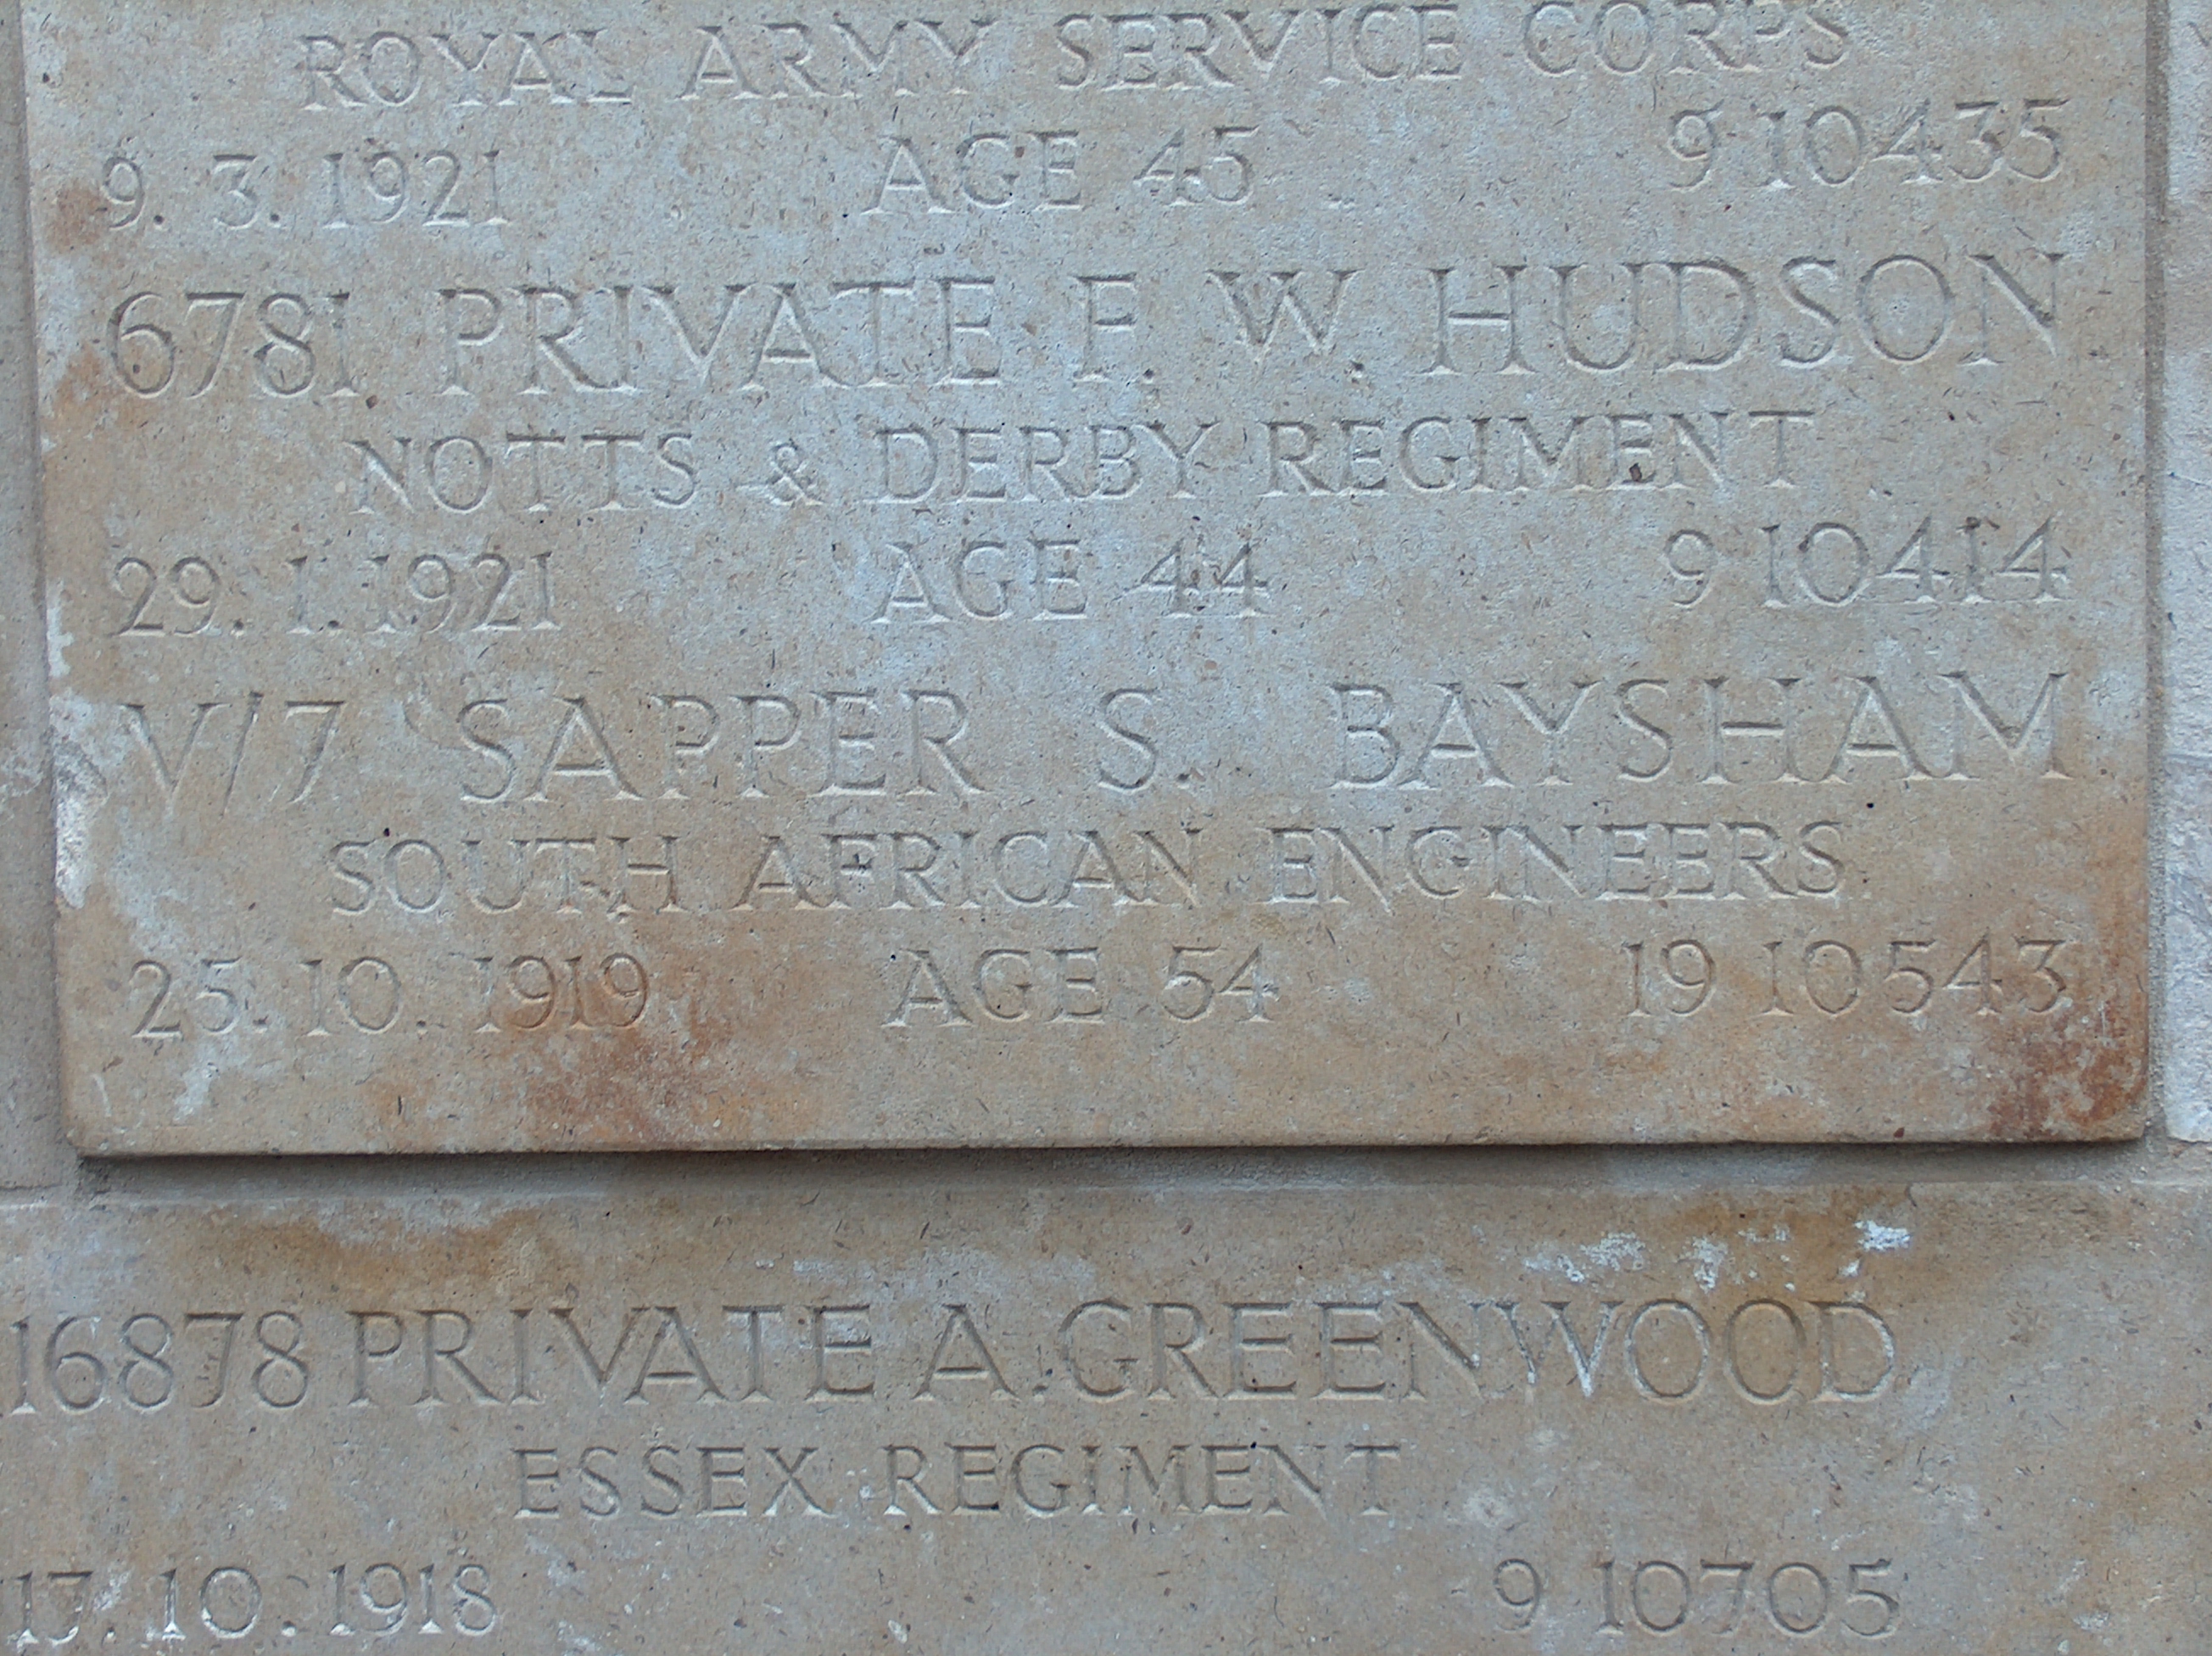 ROYAL ARMY SERVICE CORPS
9. 3. 1921 AGE 45 9 10435
6781 PRIVATE F. W. HUDSON
NOTTS & DERBY REGIMENT
29. 1. 1921 AGE 44 9 10414
V/7 SAPPER S. BAYSHAM
SOUTH AFRICAN ENGINEERS
25. 10. 1919 AGE 54 19 10543
16878 PRIVATE A. GREENWOOD
ESSEX REGIMENT
17. 10. 1918 9 10705